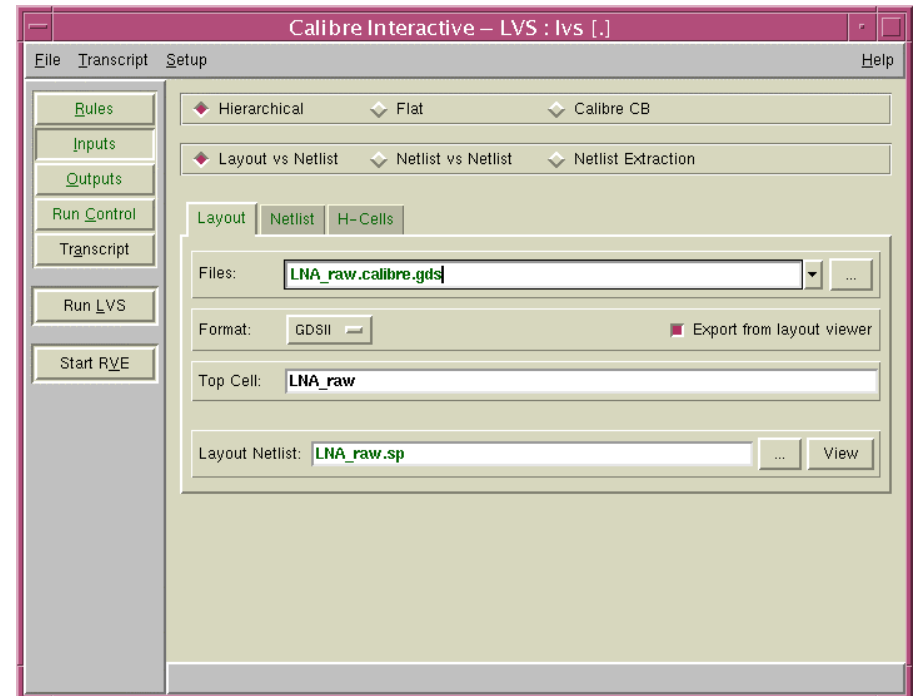 Calibre Interactive – LVS : lvs [.]
File Transcript Setup Help
Rules
Inputs
Outputs
Run Control
Transcript
Run LVS
Start RVE
Hierarchical Flat Calibre CB
Layout vs Netlist Netlist vs Netlist Netlist Extraction
Layout Netlist H-Cells
Files: LNA_raw.calibre.gds ...
Format: GDSII Export from layout viewer
Top Cell: LNA_raw
Layout Netlist: LNA_raw.sp ... View